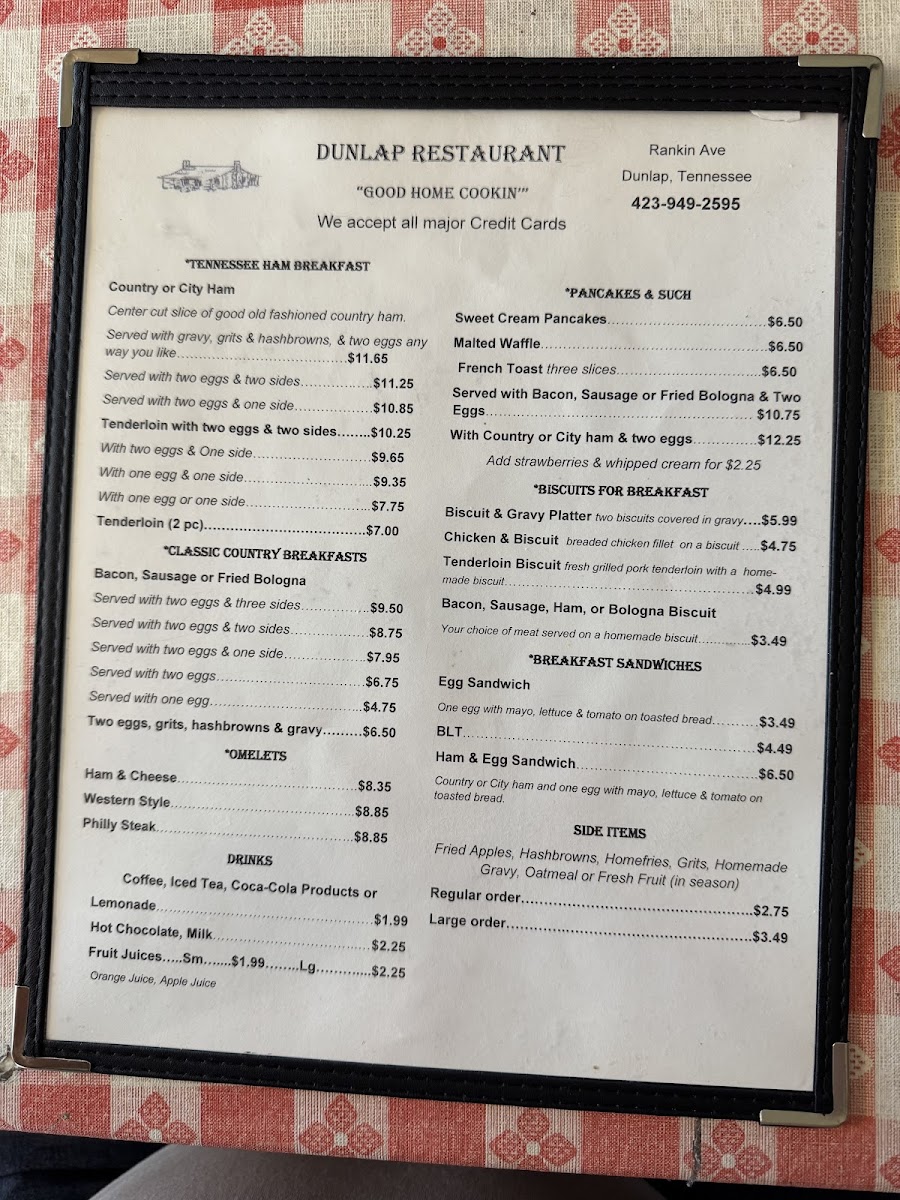 DUNLAP RESTAURANT
"GOOD HOME COOKIN'"
We accept all major Credit Cards
Rankin Ave
Dunlap, Tennessee
423-949-2595
*TENNESSEE HAM BREAKFAST
Country or City Ham
Center cut slice of good old fashioned country ham.
Served with gravy, grits & hashbrowns, & two eggs any
way you like..............................$11.65
Served with two eggs & two sides.............$11.25
Served with two eggs & one side..............$10.85
Tenderloin with two eggs & two sides........$10.25
With two eggs & One side.....................$9.65
With one egg & one side......................$9.35
With one egg or one side.....................$7.75
Tenderloin (2 pc)............................$7.00
*CLASSIC COUNTRY BREAKFASTS
Bacon, Sausage or Fried Bologna
Served with two eggs & three sides...........$9.50
Served with two eggs & two sides.............$8.75
Served with two eggs & one side..............$7.95
Served with two eggs.........................$6.75
Served with one egg..........................$4.75
Two eggs, grits, hashbrowns & gravy.........$6.50
*OMELETS
Ham & Cheese.................................$8.35
Western Style................................$8.85
Philly Steak.................................$8.85
DRINKS
Coffee, Iced Tea, Coca-Cola Products or
Lemonade.....................................$1.99
Hot Chocolate, Milk..........................$2.25
Fruit Juices.....Sm.......$1.99........Lg.............$2.25
Orange Juice, Apple Juice
*PANCAKES & SUCH
Sweet Cream Pancakes.........................$6.50
Malted Waffle................................$6.50
French Toast three slices....................$6.50
Served with Bacon, Sausage or Fried Bologna & Two
Eggs......................................... $10.75
With Country or City ham & two eggs.............$12.25
Add strawberries & whipped cream for $2.25
*BISCUITS FOR BREAKFAST
Biscuit & Gravy Platter two biscuits covered in gravy....$5.99
Chicken & Biscuit breaded chicken fillet on a biscuit .....$4.75
Tenderloin Biscuit fresh grilled pork tenderloin with a home-
made biscuit.................................$4.99
Bacon, Sausage, Ham, or Bologna Biscuit
Your choice of meat served on a homemade biscuit............$3.49
*BREAKFAST SANDWICHES
Egg Sandwich
One egg with mayo, lettuce & tomato on toasted bread..........$3.49
BLT..........................................$4.49
Ham & Egg Sandwich...........................$6.50
Country or City ham and one egg with mayo, lettuce & tomato on
toasted bread.
SIDE ITEMS
Fried Apples, Hashbrowns, Homefries, Grits, Homemade
Gravy, Oatmeal or Fresh Fruit (in season)
Regular order................................$2.75
Large order..................................$3.49